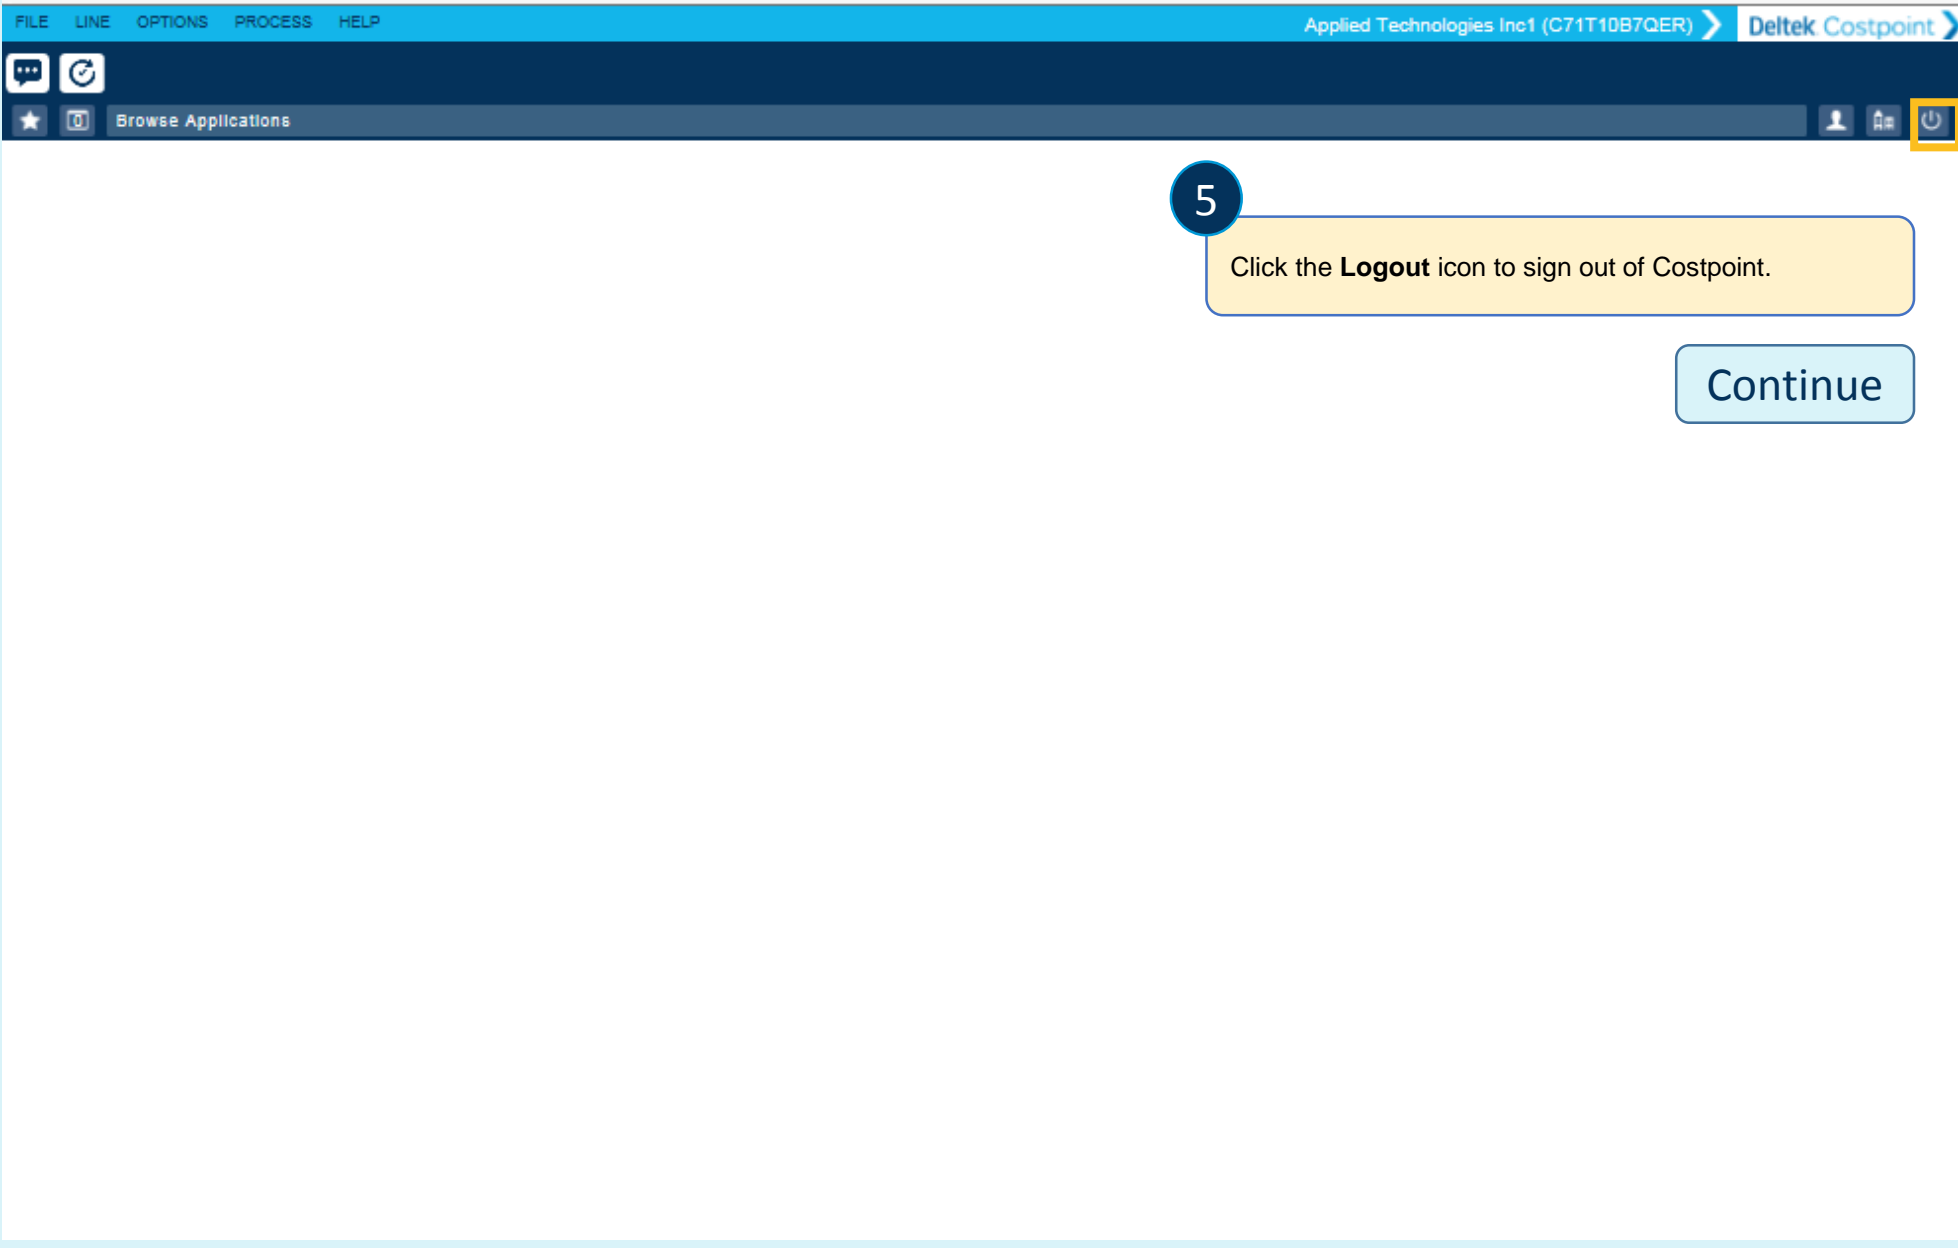 FILE LINE OPTIONS PROCESS HELP
Applied Technologies Inc1 (C71T10B7QER)
Deltek Costpoint
Browse Applications
5
Click the Logout icon to sign out of Costpoint.
Continue